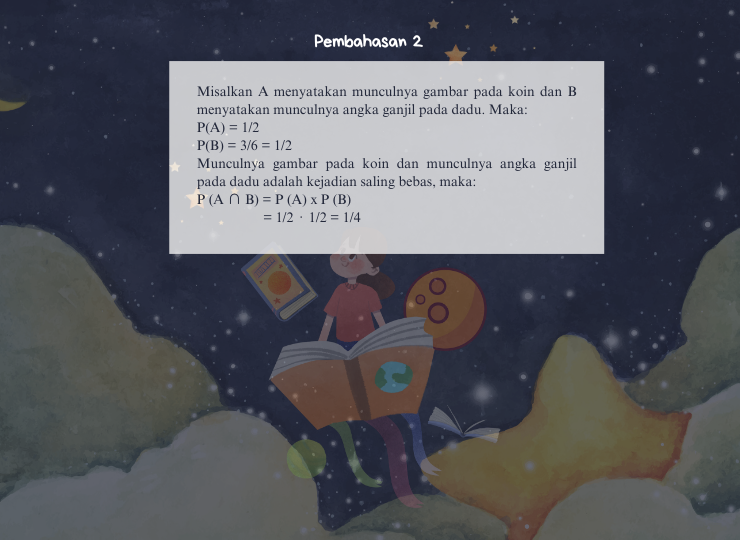 Pembahasan 2
Misalkan A menyatakan munculnya gambar pada koin dan B
menyatakan munculnya angka ganjil pada dadu. Maka:
P(A) = 1/2
P(B) = 3/6 = 1/2
Munculnya gambar pada koin dan munculnya angka ganjil
pada dadu adalah kejadian saling bebas, maka:
P (A ∩ B) = P (A) x P (B)
= 1/2 · 1/2 = 1/4